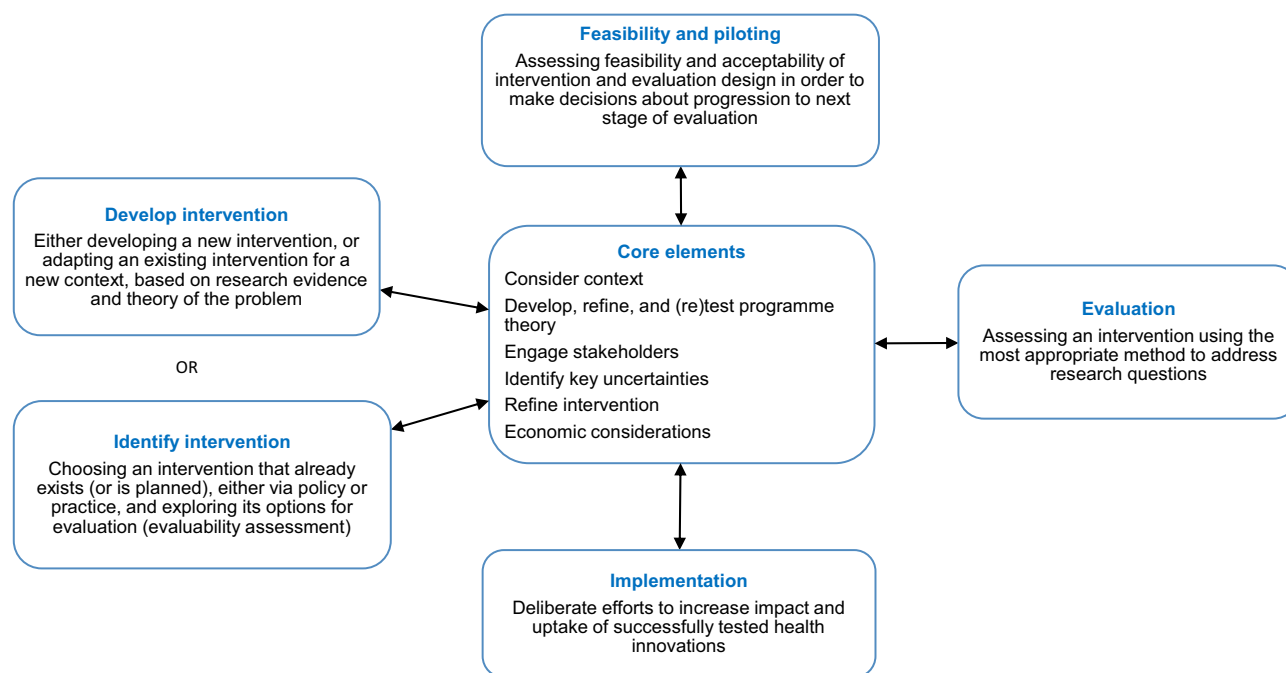 Feasibility and piloting
Assessing feasibility and acceptability of
intervention and evaluation design in order to
make decisions about progression to next
stage of evaluation
Develop intervention
Either developing a new intervention, or
adapting an existing intervention for a
new context, based on research evidence
and theory of the problem
OR
Identify intervention
Choosing an intervention that already
exists (or is planned), either via policy or
practice, and exploring its options for
evaluation (evaluability assessment)
Core elements
Consider context
Develop, refine, and (re)test programme
theory
Engage stakeholders
Identify key uncertainties
Refine intervention
Economic considerations
Evaluation
Assessing an intervention using the
most appropriate method to address
research questions
Implementation
Deliberate efforts to increase impact and
uptake of successfully tested health
innovations